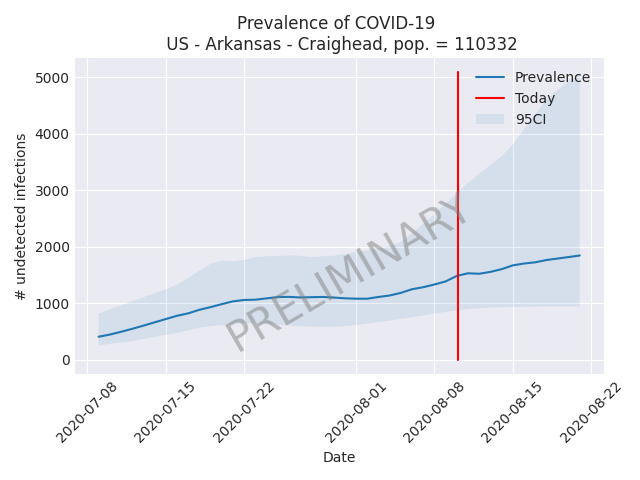 Prevalence of COVID-19
US - Arkansas - Craighead, pop. = 110332
Prevalence
Today
95CI
5000
4000
3000
2000
1000
0
# undetected infections
PRELIMINARY
2020-07-08
2020-07-15
2020-07-22
2020-08-01
2020-08-08
2020-08-15
2020-08-22
Date